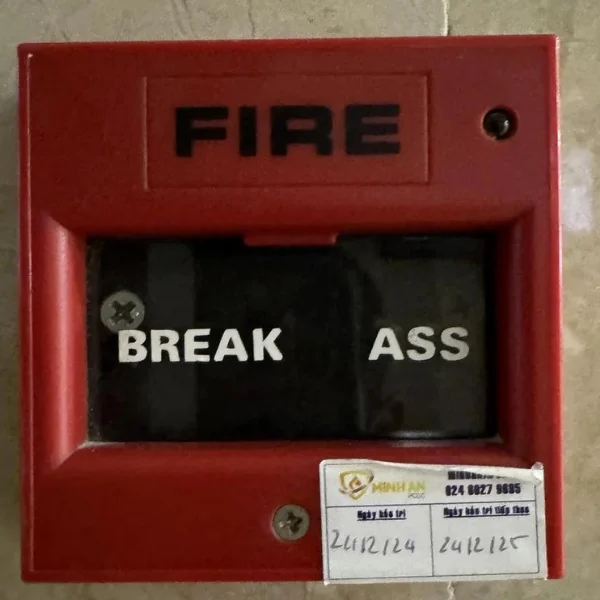 FIRE
BREAK ASS
MINH AN
024 6027 9695
Ngày bảo trì
Ngày bảo trì tiếp theo
24/12/24
24/12/25